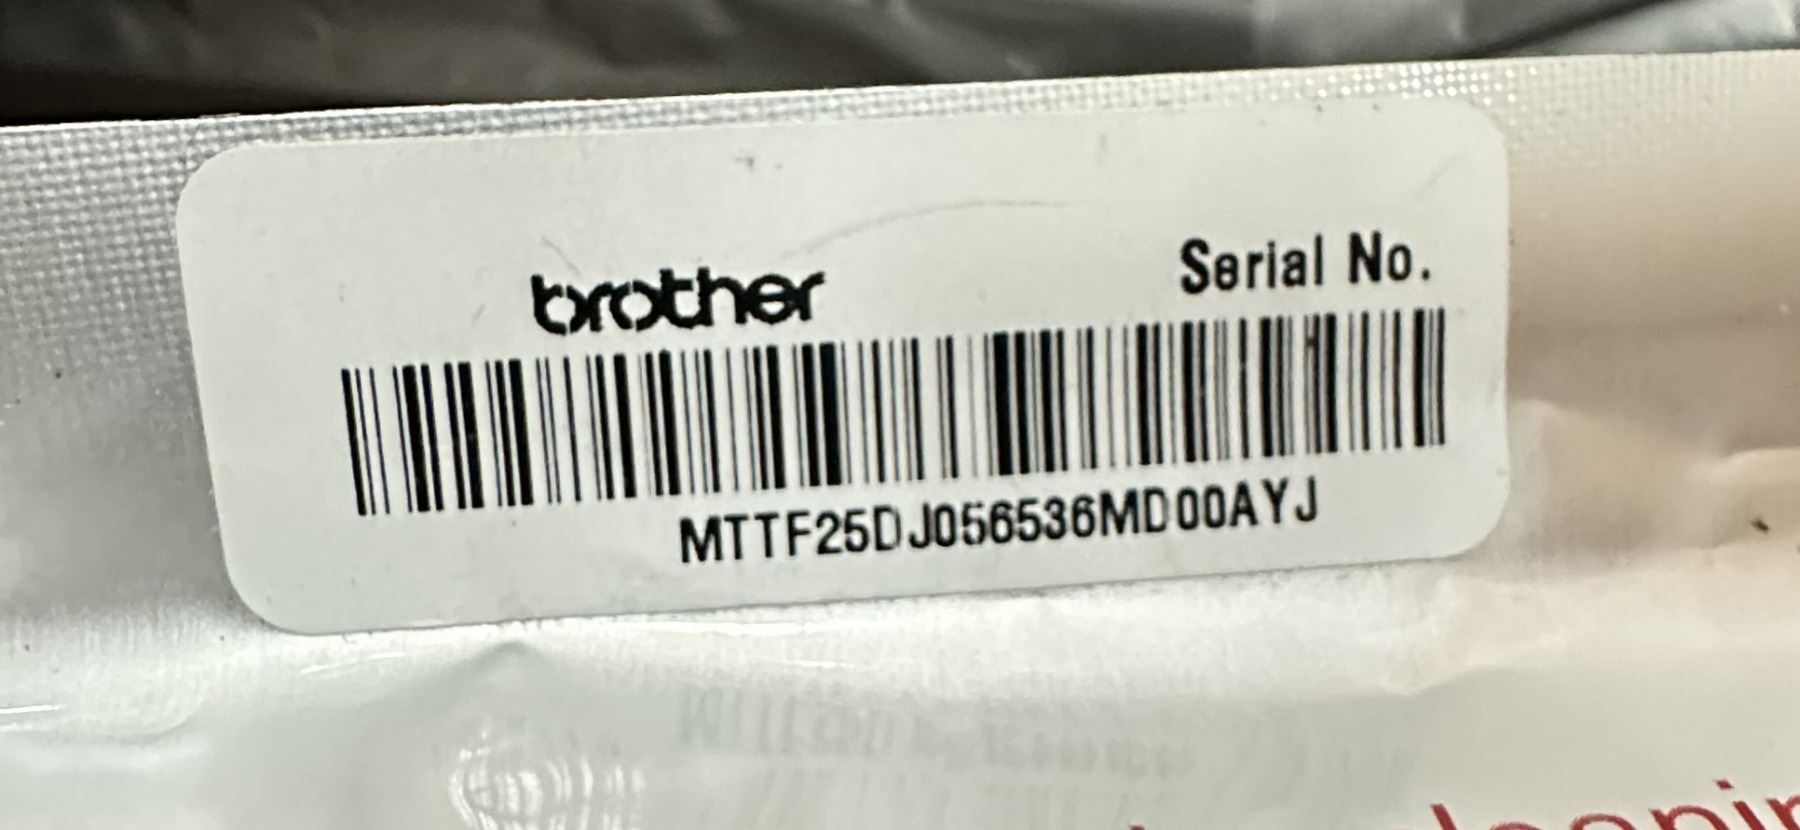 brother
Serial No.
MTTF25DJ056536MD00AYJ